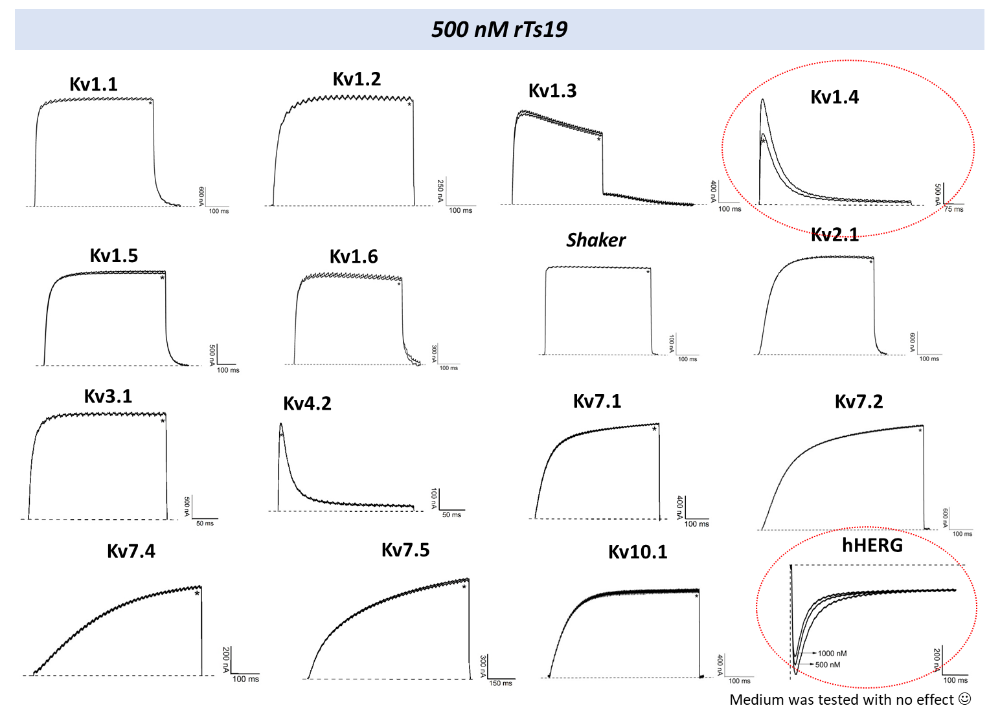 500 nM rTs19
Kv1.1
Kv1.2
Kv1.3
Kv1.4
*
*
*
*
600 nA
100 ms
250 nA
100 ms
400 nA
100 ms
500 nA
75 ms
Kv1.5
Kv1.6
Shaker
Kv2.1
*
*
*
*
500 nA
100 ms
300 nA
100 ms
100 nA
100 ms
600 nA
100 ms
Kv3.1
Kv4.2
Kv7.1
Kv7.2
*
*
*
*
500 nA
50 ms
100 nA
50 ms
400 nA
100 ms
600 nA
100 ms
Kv7.4
Kv7.5
Kv10.1
hHERG
*
*
*
1000 nM
500 nM
200 nA
100 ms
300 nA
150 ms
400 nA
100 ms
200 nA
100 ms
Medium was tested with no effect ☺